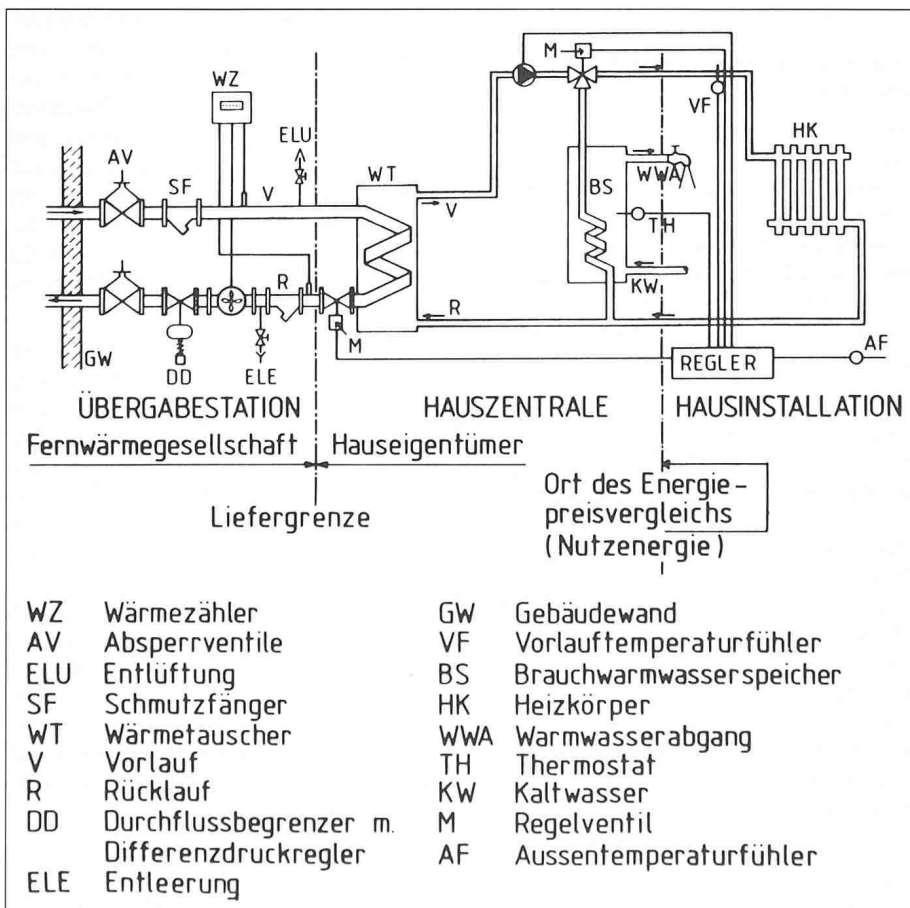 M
WZ
ELU
VF
HK
AV
SF
V
WT
V
BS
WWA
TH
KW
R
R
M
GW
DD
ELE
REGLER
AF
ÜBERGABESTATION
HAUSZENTRALE
HAUSINSTALLATION
Fernwärmegesellschaft
Hauseigentümer
Liefergrenze
Ort des Energie-
preisvergleichs
(Nutzenergie)
WZ Wärmezähler
AV Absperrventile
ELU Entlüftung
SF Schmutzfänger
WT Wärmetauscher
V Vorlauf
R Rücklauf
DD Durchflussbegrenzer m.
Differenzdruckregler
ELE Entleerung
GW Gebäudewand
VF Vorlauftemperaturfühler
BS Brauchwarmwasserspeicher
HK Heizkörper
WWA Warmwasserabgang
TH Thermostat
KW Kaltwasser
M Regelventil
AF Aussentemperaturfühler